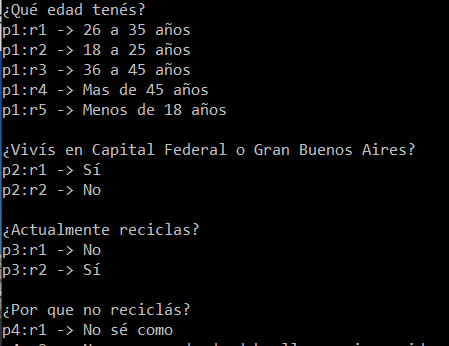 ¿Qué edad tenés?
p1:r1 -> 26 a 35 años
p1:r2 -> 18 a 25 años
p1:r3 -> 36 a 45 años
p1:r4 -> Mas de 45 años
p1:r5 -> Menos de 18 años
¿Vivís en Capital Federal o Gran Buenos Aires?
p2:r1 -> Sí
p2:r2 -> No
¿Actualmente reciclas?
p3:r1 -> No
p3:r2 -> Sí
¿Por que no reciclás?
p4:r1 -> No sé como